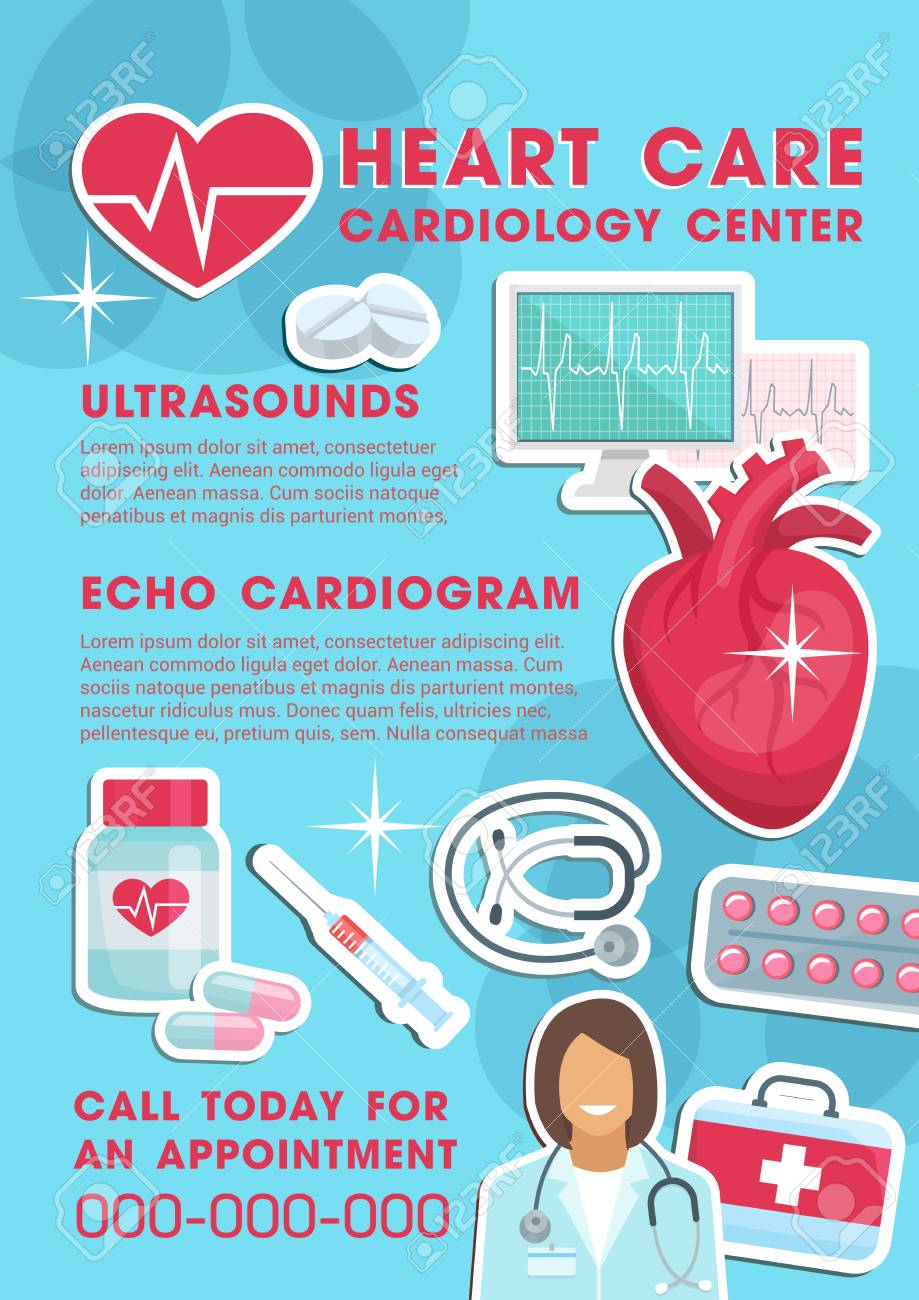 HEART CARE
CARDIOLOGY CENTER
ULTRASOUNDS
Lorem ipsum dolor sit amet, consectetuer
adipiscing elit. Aenean commodo ligula eget
dolor. Aenean massa. Cum sociis natoque
penatibus et magnis dis parturient montes,
ECHO CARDIOGRAM
Lorem ipsum dolor sit amet, consectetuer adipiscing elit.
Aenean commodo ligula eget dolor. Aenean massa. Cum
sociis natoque penatibus et magnis dis parturient montes,
nascetur ridiculus mus. Donec quam felis, ultricies nec,
pellentesque eu, pretium quis, sem. Nulla consequat massa
CALL TODAY FOR
AN APPOINTMENT
000-000-000
123RF